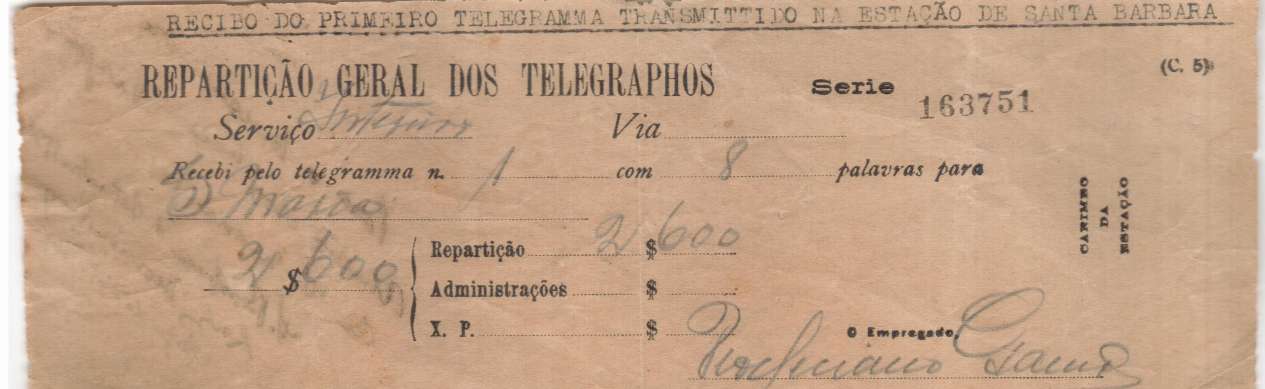 RECIBO DO PRIMEIRO TELEGRAMMA TRANSMITTIDO NA ESTAÇÃO DE SANTA BARBARA
REPARTIÇÃO GERAL DOS TELEGRAPHOS Serie 163751 (C. 5)
Serviço Via
Recebi pelo telegramma n. 1 com 8 palavras para
CARIMBO DA ESTAÇÃO
Repartição 2 $ 600
2 $ 600
Administrações $
X. P. $
O Empregado,
Gama